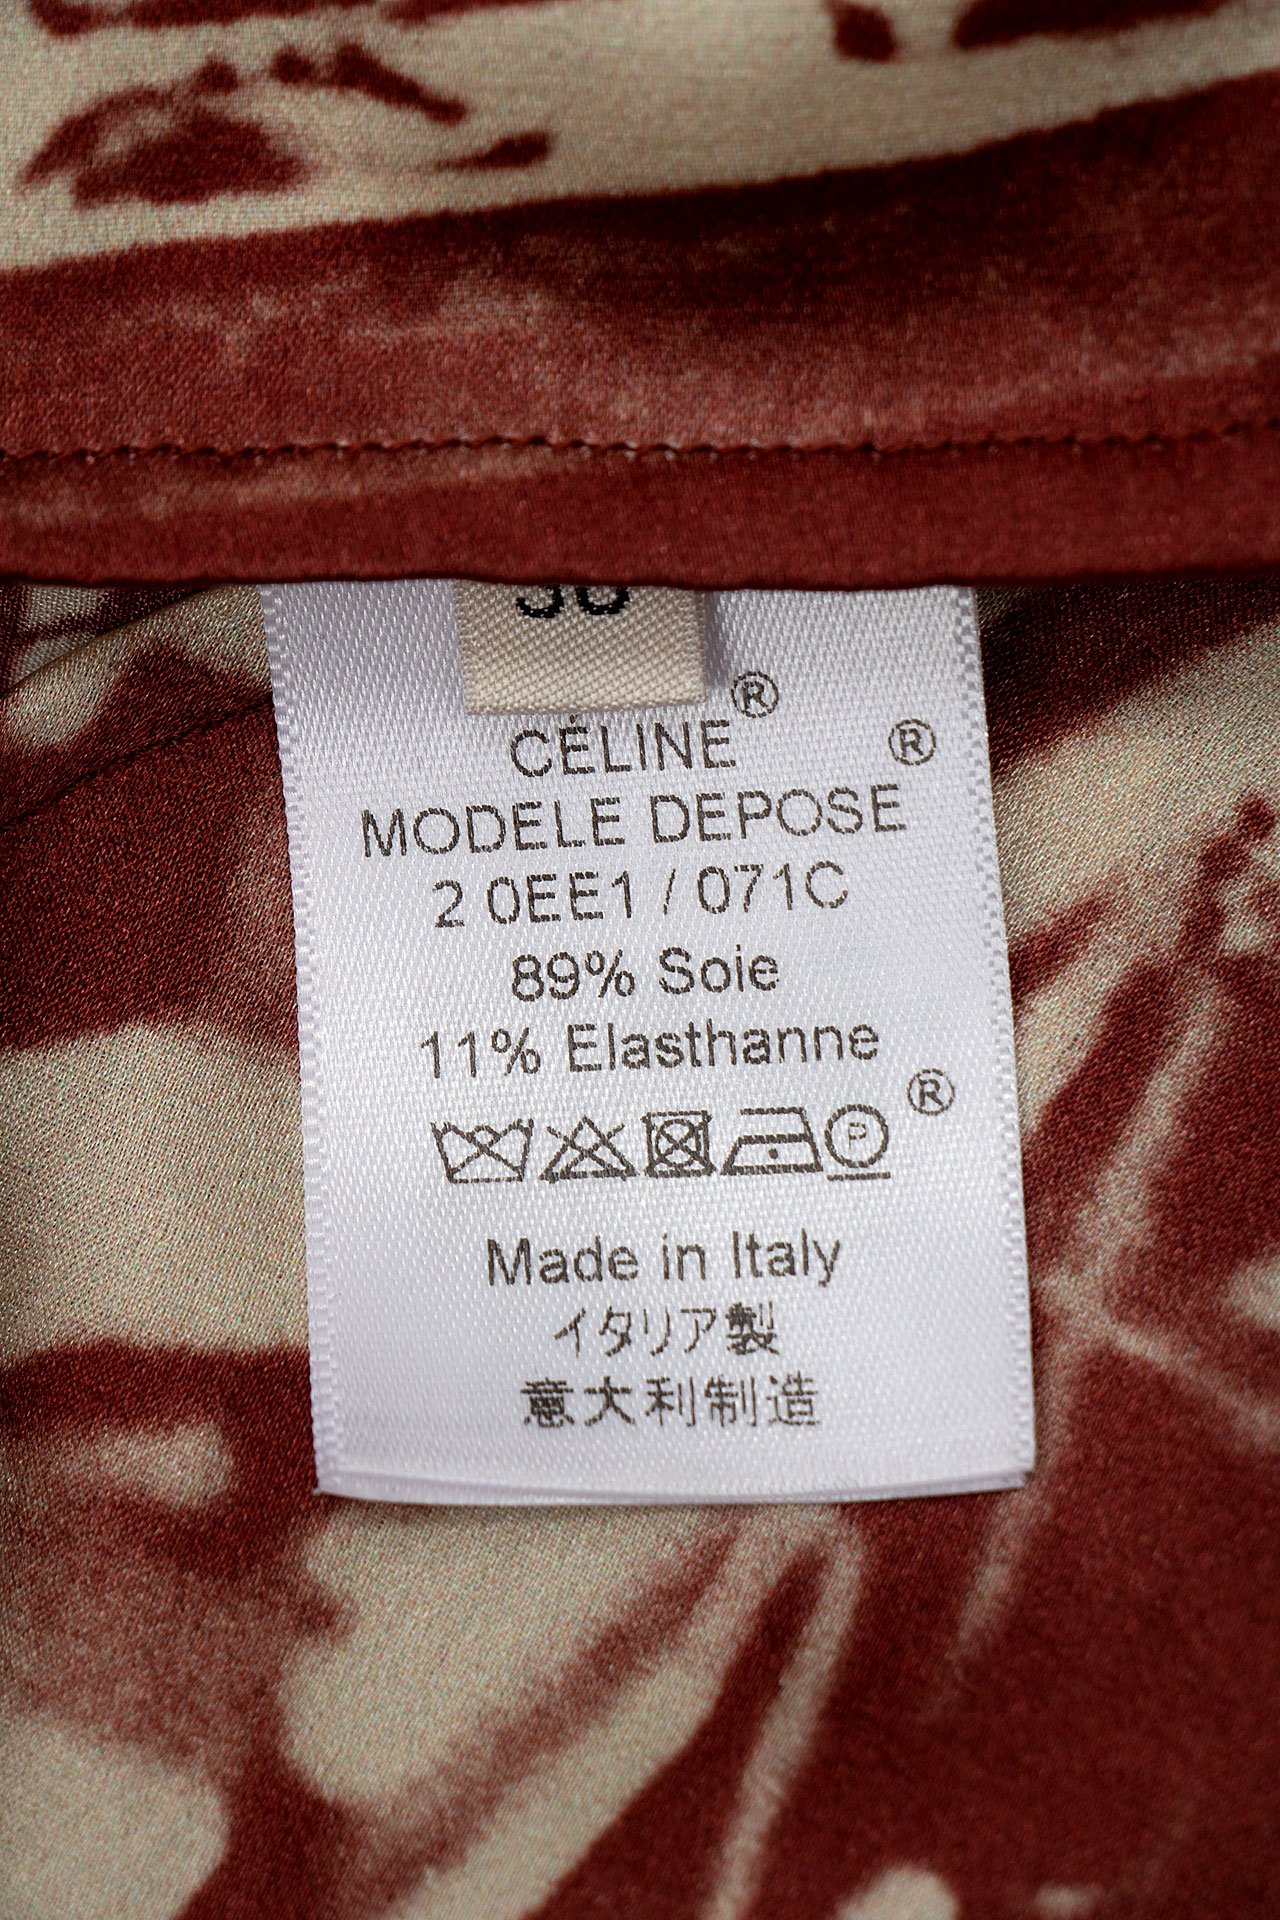 CÉLINE®
MODELE DEPOSE®
2 0EE1 / 071C
89% Soie
11% Elasthanne
P ®
Made in Italy
イタリア製
意大利制造